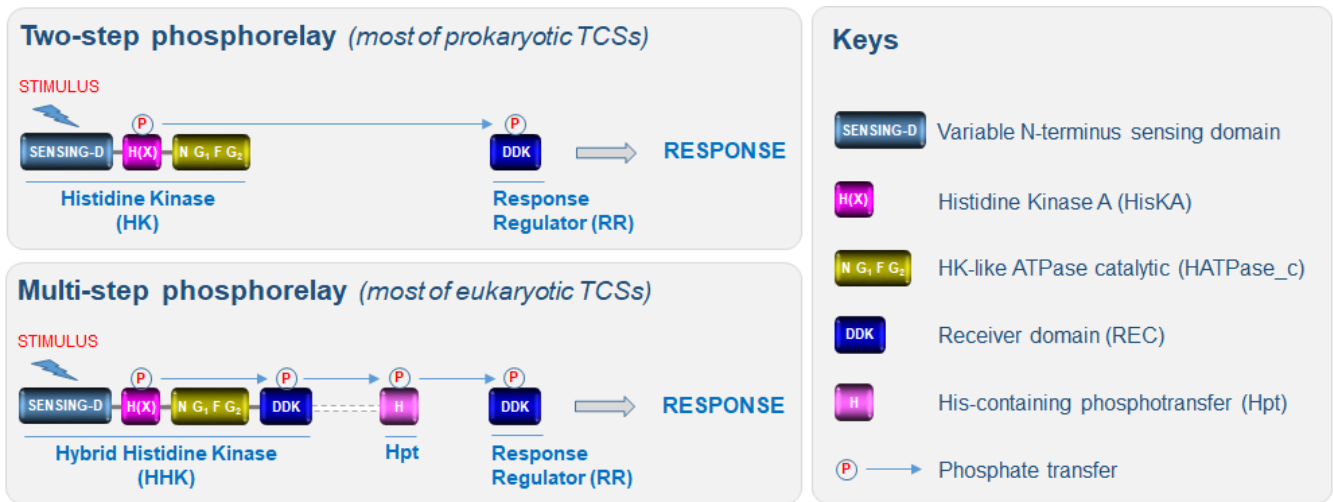 Two-step phosphorelay (most of prokaryotic TCSs)
STIMULUS
P
P
SENSING-D
H(X)
N G₁ F G₂
DDK
RESPONSE
Histidine Kinase
(HK)
Response
Regulator (RR)
Multi-step phosphorelay (most of eukaryotic TCSs)
STIMULUS
P
P
P
P
SENSING-D
H(X)
N G₁ F G₂
DDK
H
DDK
RESPONSE
Hybrid Histidine Kinase
(HHK)
Hpt
Response
Regulator (RR)
Keys
SENSING-D Variable N-terminus sensing domain
H(X) Histidine Kinase A (HisKA)
N G₁ F G₂ HK-like ATPase catalytic (HATPase_c)
DDK Receiver domain (REC)
H His-containing phosphotransfer (Hpt)
P Phosphate transfer